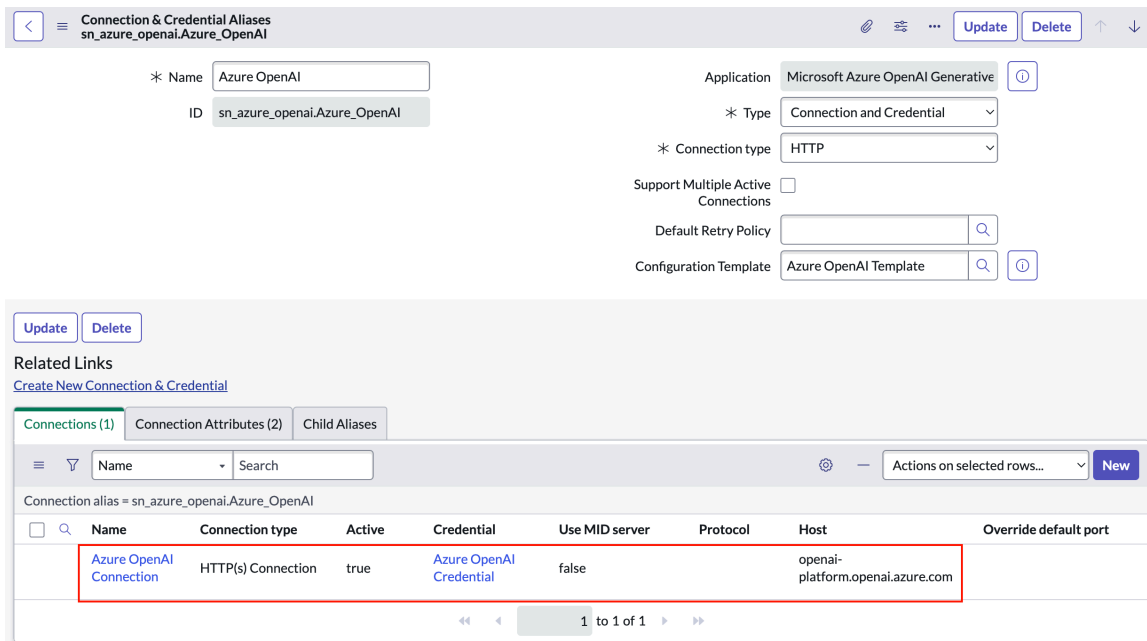 Connection & Credential Aliases
sn_azure_openai.Azure_OpenAI
Update
Delete
Name
Azure OpenAI
ID
sn_azure_openai.Azure_OpenAI
Application
Microsoft Azure OpenAI Generative
Type
Connection and Credential
Connection type
HTTP
Support Multiple Active
Connections
Default Retry Policy
Configuration Template
Azure OpenAI Template
Update
Delete
Related Links
Create New Connection & Credential
Connections (1)
Connection Attributes (2)
Child Aliases
Name
Search
Actions on selected rows...
New
Connection alias = sn_azure_openai.Azure_OpenAI
Name Connection type Active Credential Use MID server Protocol Host Override default port
Azure OpenAI
Connection
HTTP(s) Connection
true
Azure OpenAI
Credential
false
openai-
platform.openai.azure.com
1 to 1 of 1